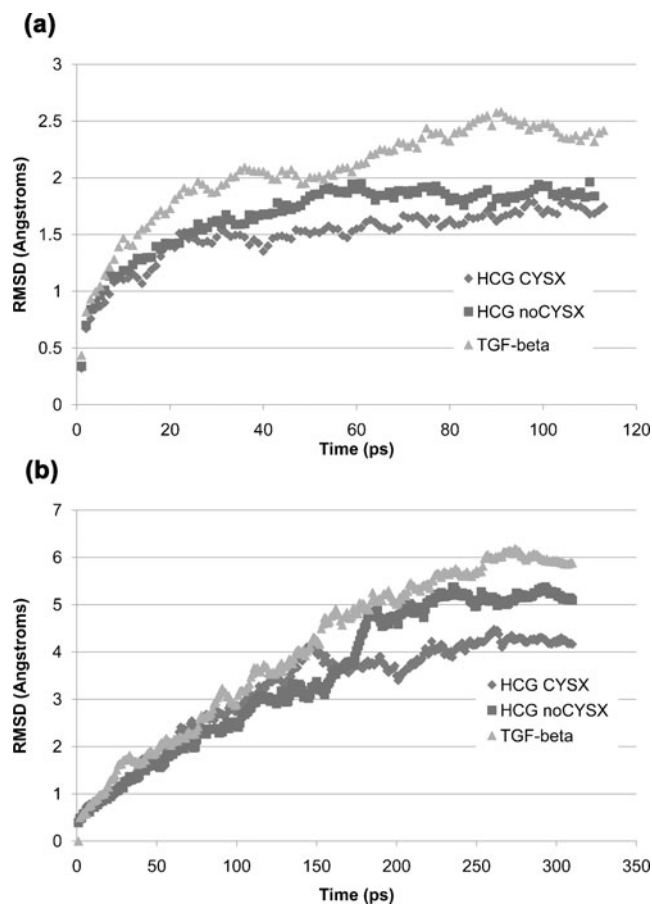 (a)
3
2.5
2
1.5
1
0.5
0
RMSD (Angstroms)
HCG CYSX
HCG noCYSX
TGF-beta
0 20 40 60 80 100 120
Time (ps)
(b)
7
6
5
4
3
2
1
0
RMSD (Angstroms)
HCG CYSX
HCG noCYSX
TGF-beta
0 50 100 150 200 250 300 350
Time (ps)